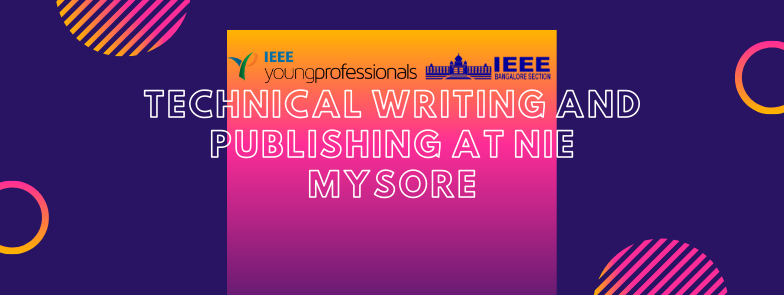 IEEE
youngprofessionals
IEEE
BANGALORE SECTION
TECHNICAL WRITING AND
PUBLISHING AT NIE
MYSORE